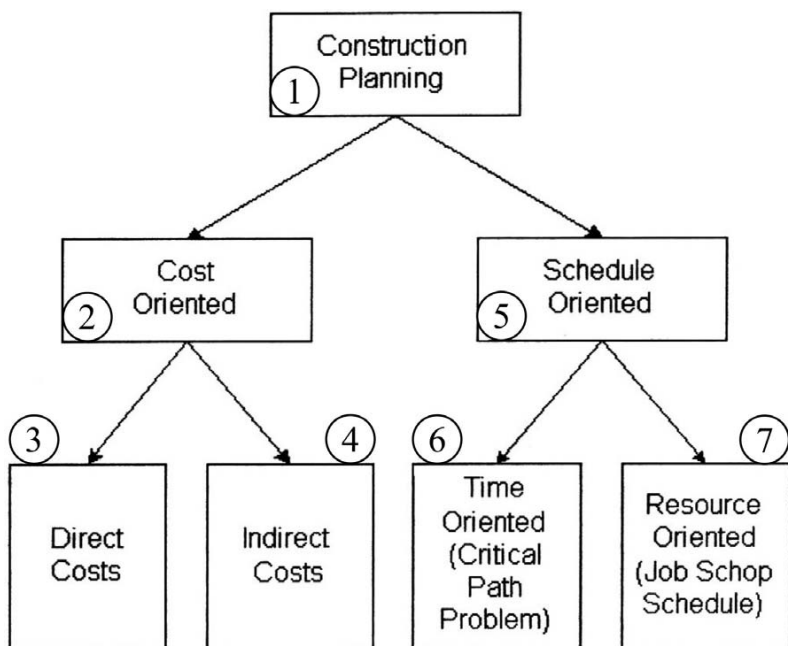 Construction
Planning
1
Cost
Oriented
2
Schedule
Oriented
5
3
Direct
Costs
4
Indirect
Costs
6
Time
Oriented
(Critical
Path
Problem)
7
Resource
Oriented
(Job Schop
Schedule)